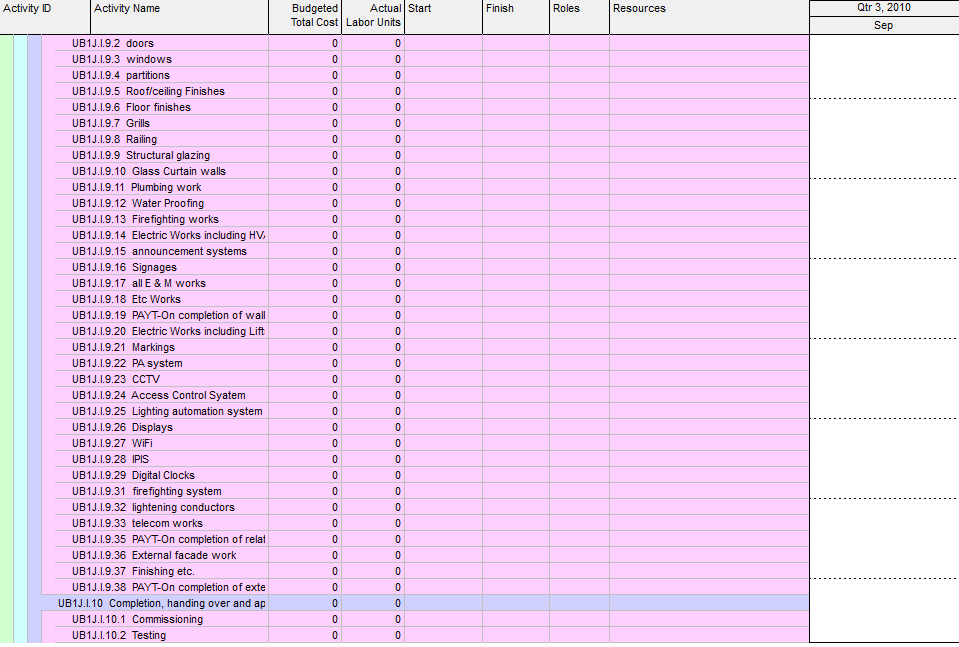 Activity ID Activity Name Budgeted Total Cost Actual Labor Units Start Finish Roles Resources Qtr 3, 2010
Sep
UB1J.I.9.2 doors 0 0
UB1J.I.9.3 windows 0 0
UB1J.I.9.4 partitions 0 0
UB1J.I.9.5 Roof/ceiling Finishes 0 0
UB1J.I.9.6 Floor finishes 0 0
UB1J.I.9.7 Grills 0 0
UB1J.I.9.8 Railing 0 0
UB1J.I.9.9 Structural glazing 0 0
UB1J.I.9.10 Glass Curtain walls 0 0
UB1J.I.9.11 Plumbing work 0 0
UB1J.I.9.12 Water Proofing 0 0
UB1J.I.9.13 Firefighting works 0 0
UB1J.I.9.14 Electric Works including HVA 0 0
UB1J.I.9.15 announcement systems 0 0
UB1J.I.9.16 Signages 0 0
UB1J.I.9.17 all E & M works 0 0
UB1J.I.9.18 Etc Works 0 0
UB1J.I.9.19 PAYT-On completion of wall 0 0
UB1J.I.9.20 Electric Works including Lift 0 0
UB1J.I.9.21 Markings 0 0
UB1J.I.9.22 PA system 0 0
UB1J.I.9.23 CCTV 0 0
UB1J.I.9.24 Access Control Syatem 0 0
UB1J.I.9.25 Lighting automation system 0 0
UB1J.I.9.26 Displays 0 0
UB1J.I.9.27 WiFi 0 0
UB1J.I.9.28 IPIS 0 0
UB1J.I.9.29 Digital Clocks 0 0
UB1J.I.9.31 firefighting system 0 0
UB1J.I.9.32 lightening conductors 0 0
UB1J.I.9.33 telecom works 0 0
UB1J.I.9.35 PAYT-On completion of relat 0 0
UB1J.I.9.36 External facade work 0 0
UB1J.I.9.37 Finishing etc. 0 0
UB1J.I.9.38 PAYT-On completion of exte 0 0
UB1J.I.10 Completion, handing over and ap 0 0
UB1J.I.10.1 Commissioning 0 0
UB1J.I.10.2 Testing 0 0